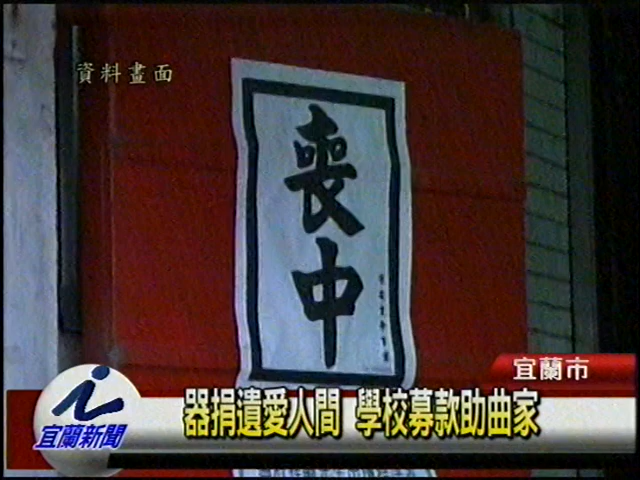 資料畫面
喪中
宜蘭市
器捐遺愛人間 學校募款助曲家
宜蘭新聞